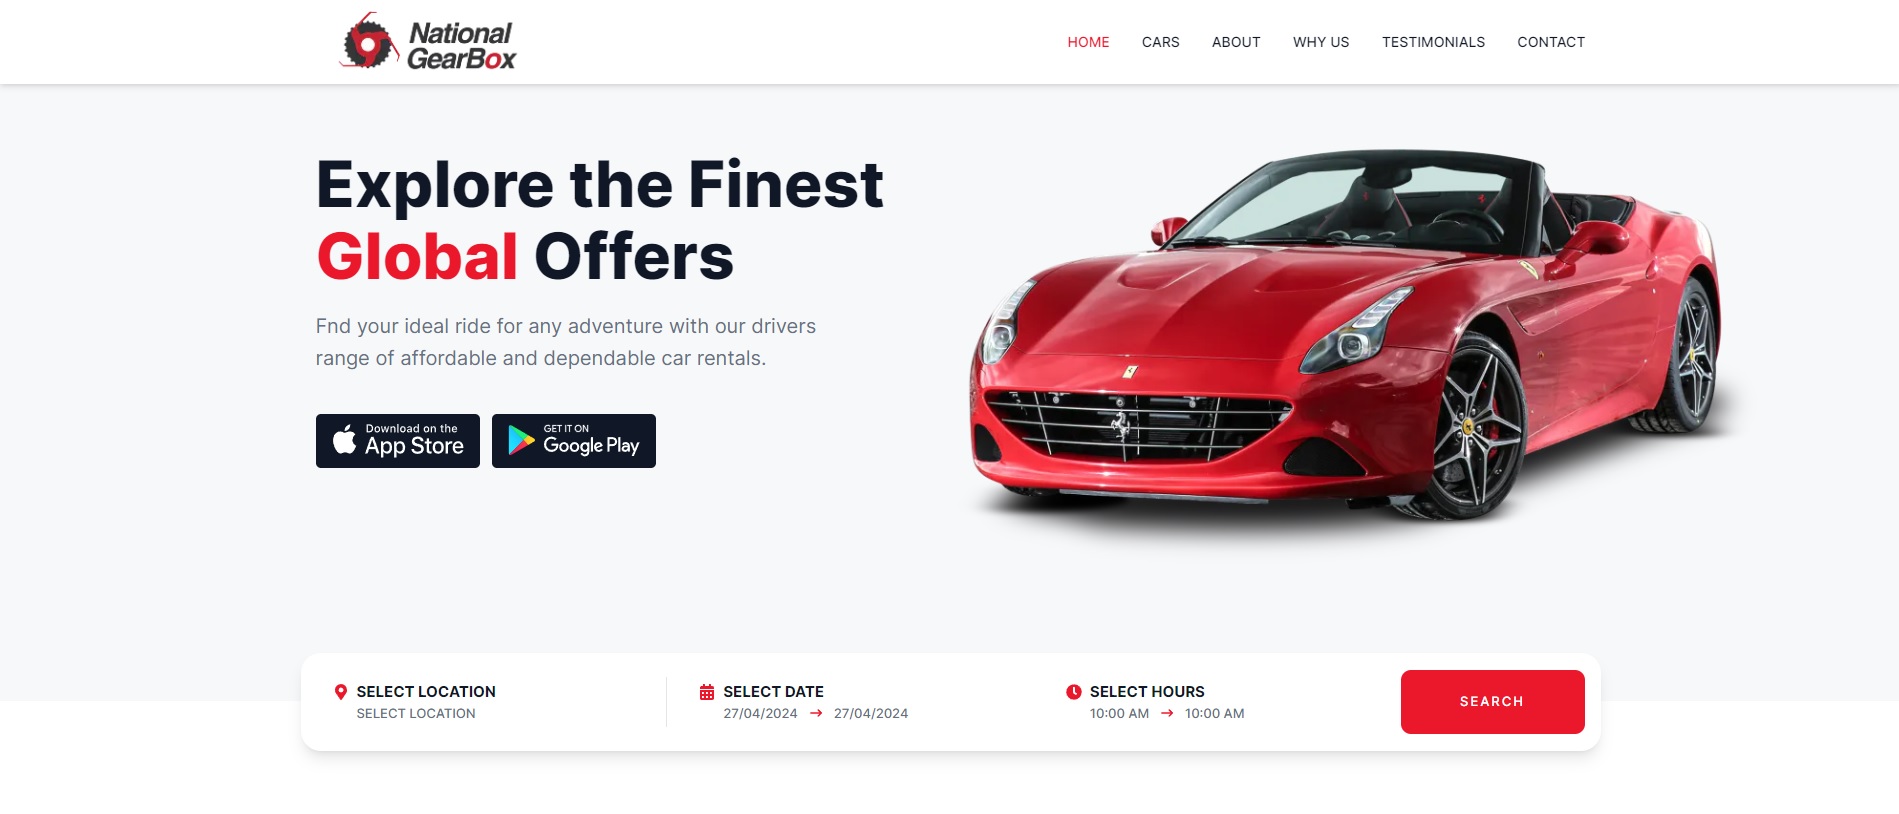 National
GearBox
HOME CARS ABOUT WHY US TESTIMONIALS CONTACT
Explore the Finest
Global Offers
Fnd your ideal ride for any adventure with our drivers
range of affordable and dependable car rentals.
Download on the
App Store
GET IT ON
Google Play
SELECT LOCATION
SELECT LOCATION
SELECT DATE
27/04/2024 → 27/04/2024
SELECT HOURS
10:00 AM → 10:00 AM
SEARCH